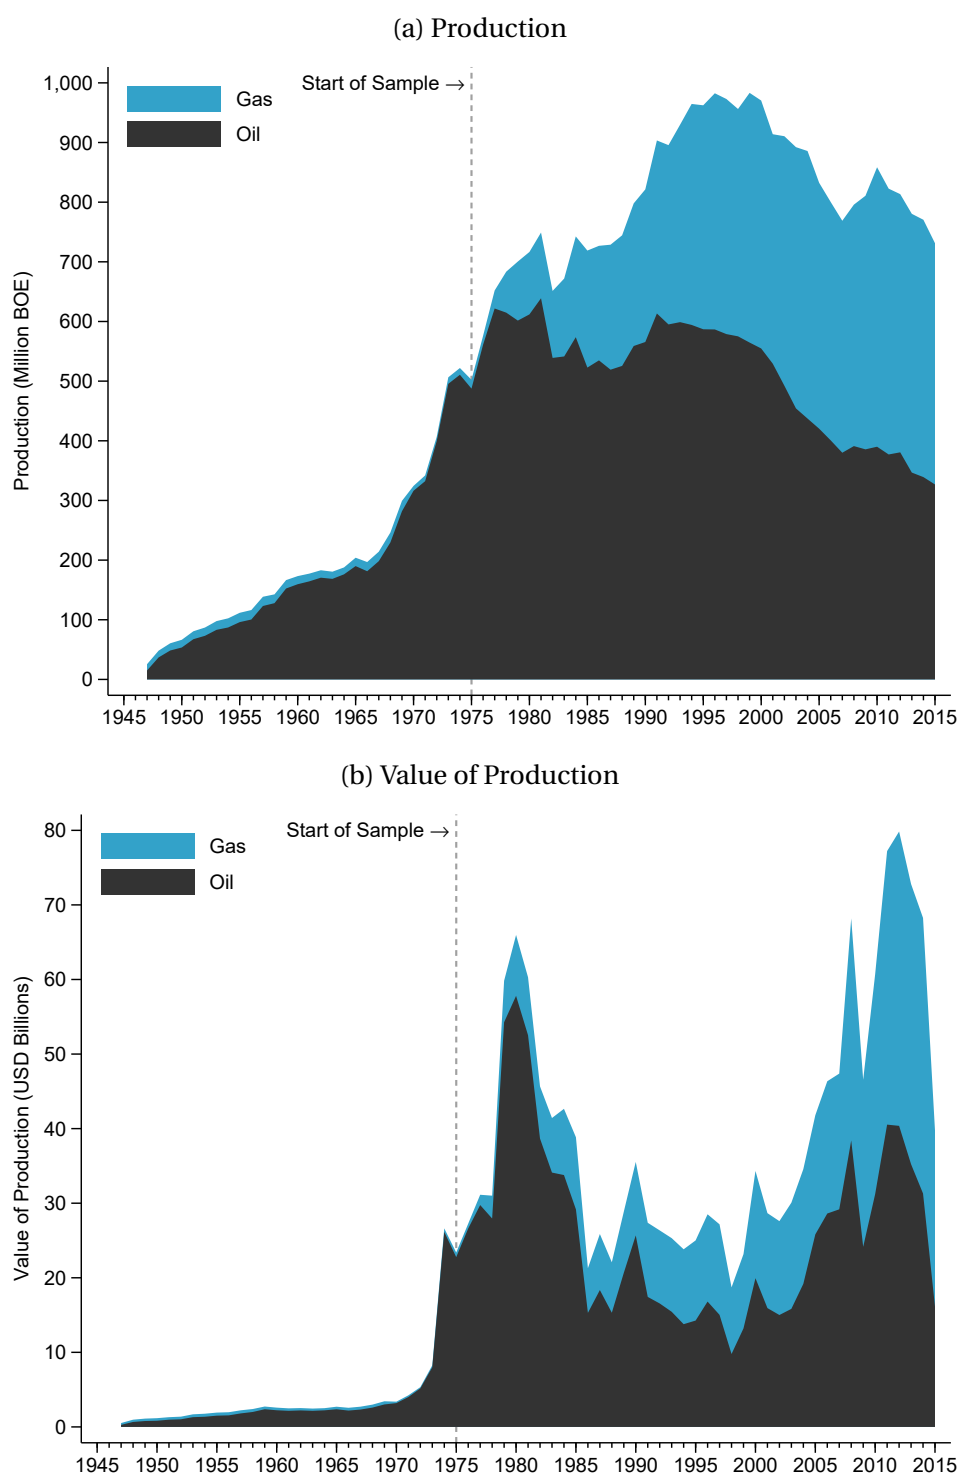 (a) Production
1,000
900
800
700
600
500
400
300
200
100
0
Production (Million BOE)
Start of Sample →
Gas
Oil
1945 1950 1955 1960 1965 1970 1975 1980 1985 1990 1995 2000 2005 2010 2015
(b) Value of Production
80
70
60
50
40
30
20
10
0
Value of Production (USD Billions)
Start of Sample →
Gas
Oil
1945 1950 1955 1960 1965 1970 1975 1980 1985 1990 1995 2000 2005 2010 2015